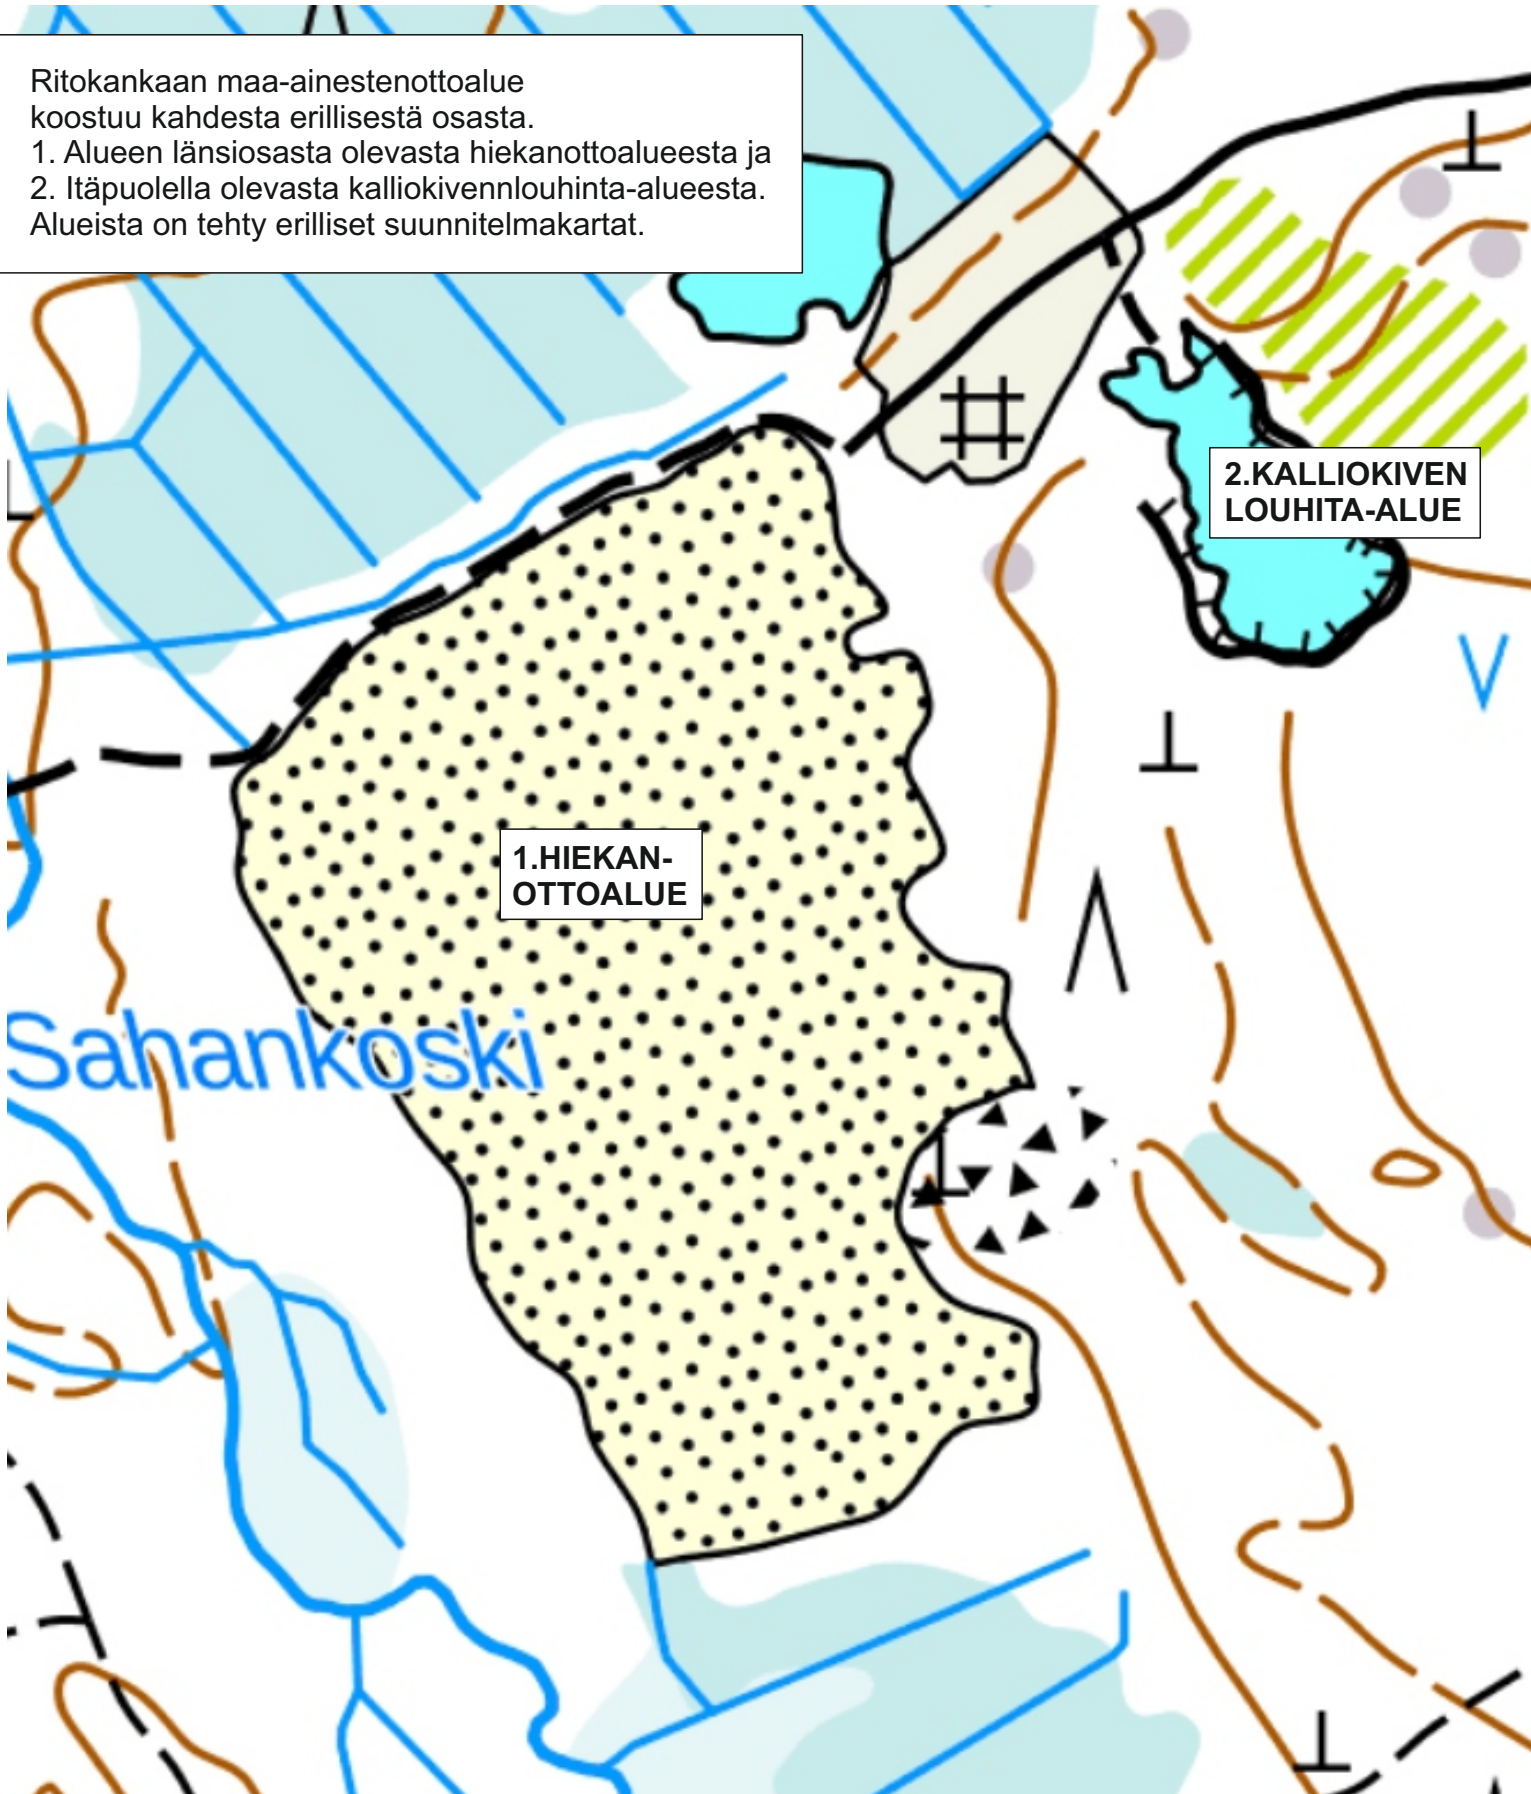 Ritokankaan maa-ainestenottoalue
koostuu kahdesta erillisestä osasta.
1. Alueen länsiosasta olevasta hiekanottoalueesta ja
2. Itäpuolella olevasta kalliokivennlouhinta-alueesta.
Alueista on tehty erilliset suunnitelmakartat.
2.KALLIOKIVEN
LOUHITA-ALUE
1.HIEKAN-
OTTOALUE
Sahankoski